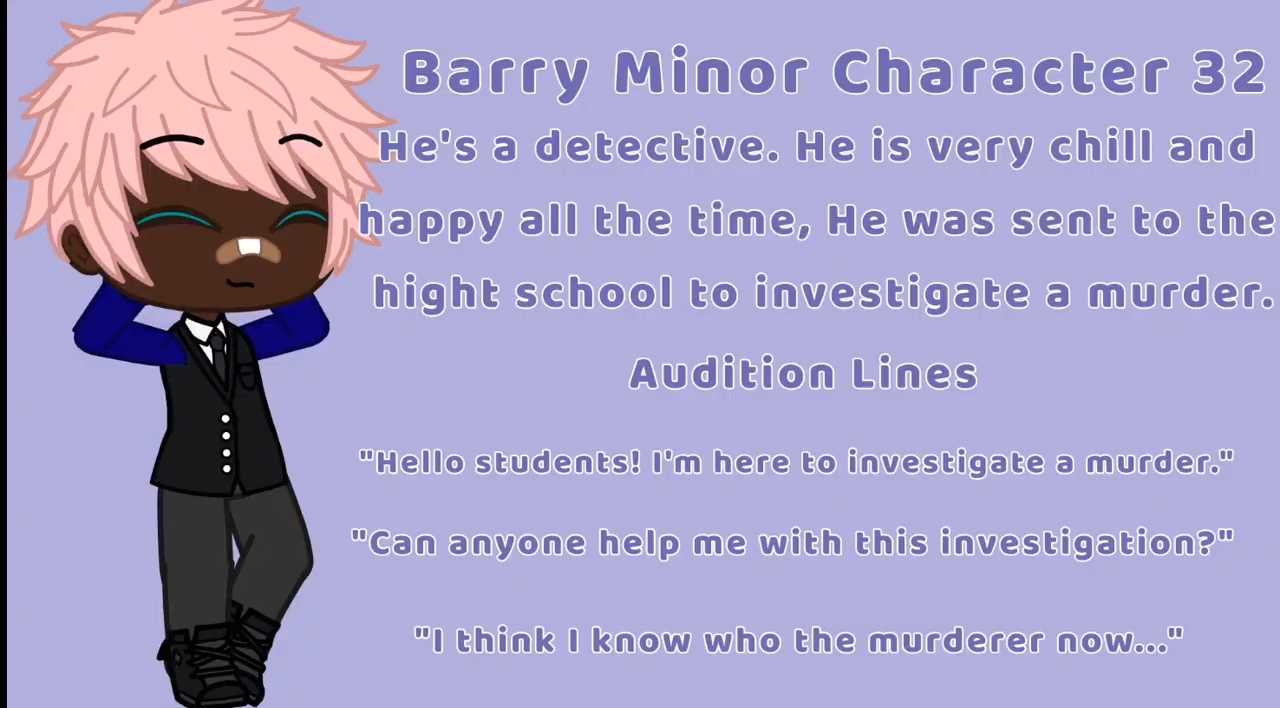 Barry Minor Character 32
He's a detective. He is very chill and
happy all the time, He was sent to the
hight school to investigate a murder.
Audition Lines
"Hello students! I'm here to investigate a murder."
"Can anyone help me with this investigation?"
"I think I know who the murderer now..."